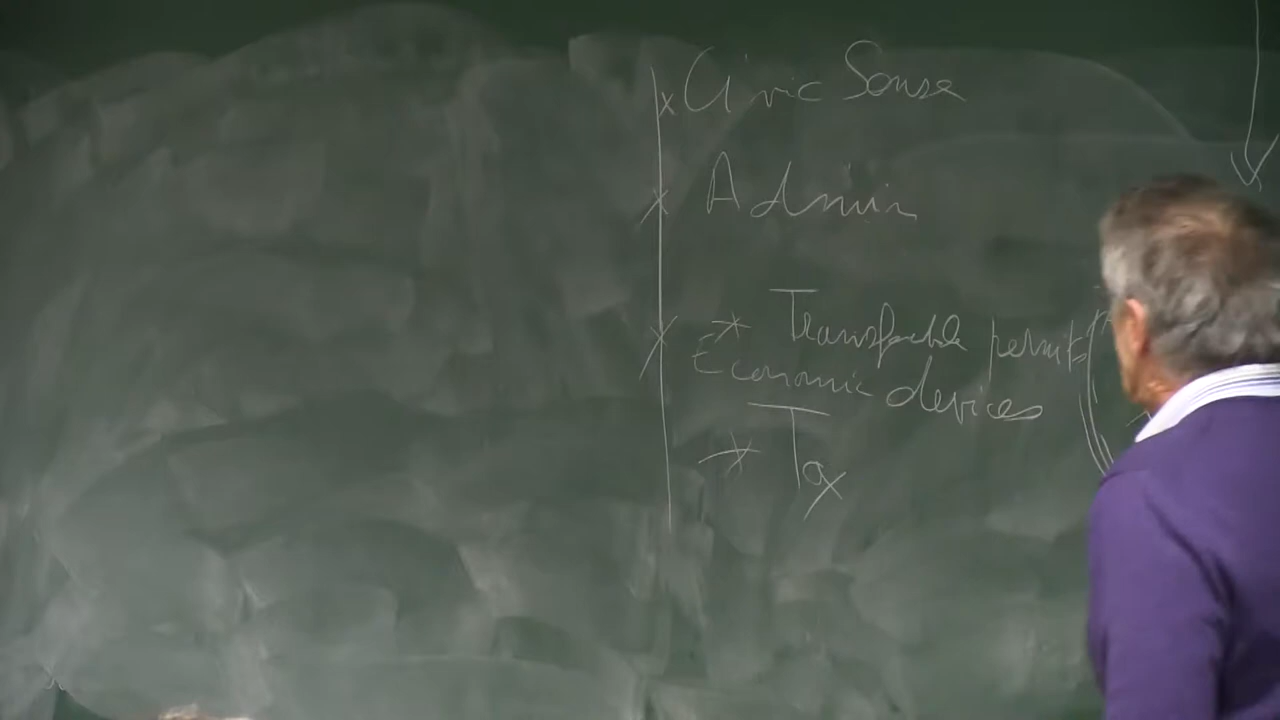 x Civic Sense
x Admin
* Transferable permits
x Economic devices
* Tax